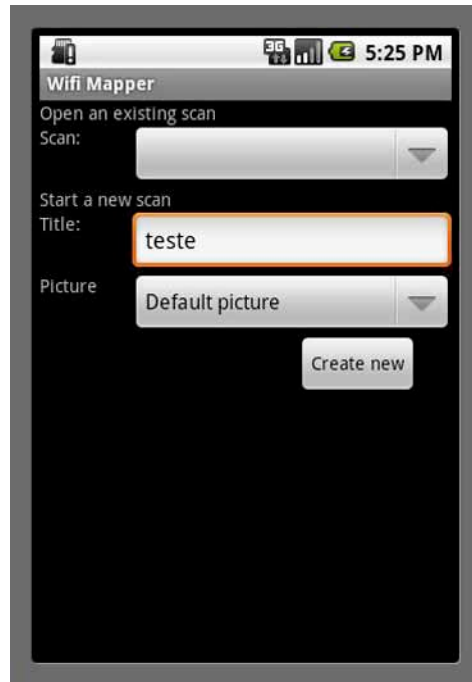 3G 5:25 PM
Wifi Mapper
Open an existing scan
Scan:
Start a new scan
Title: teste
Picture Default picture
Create new